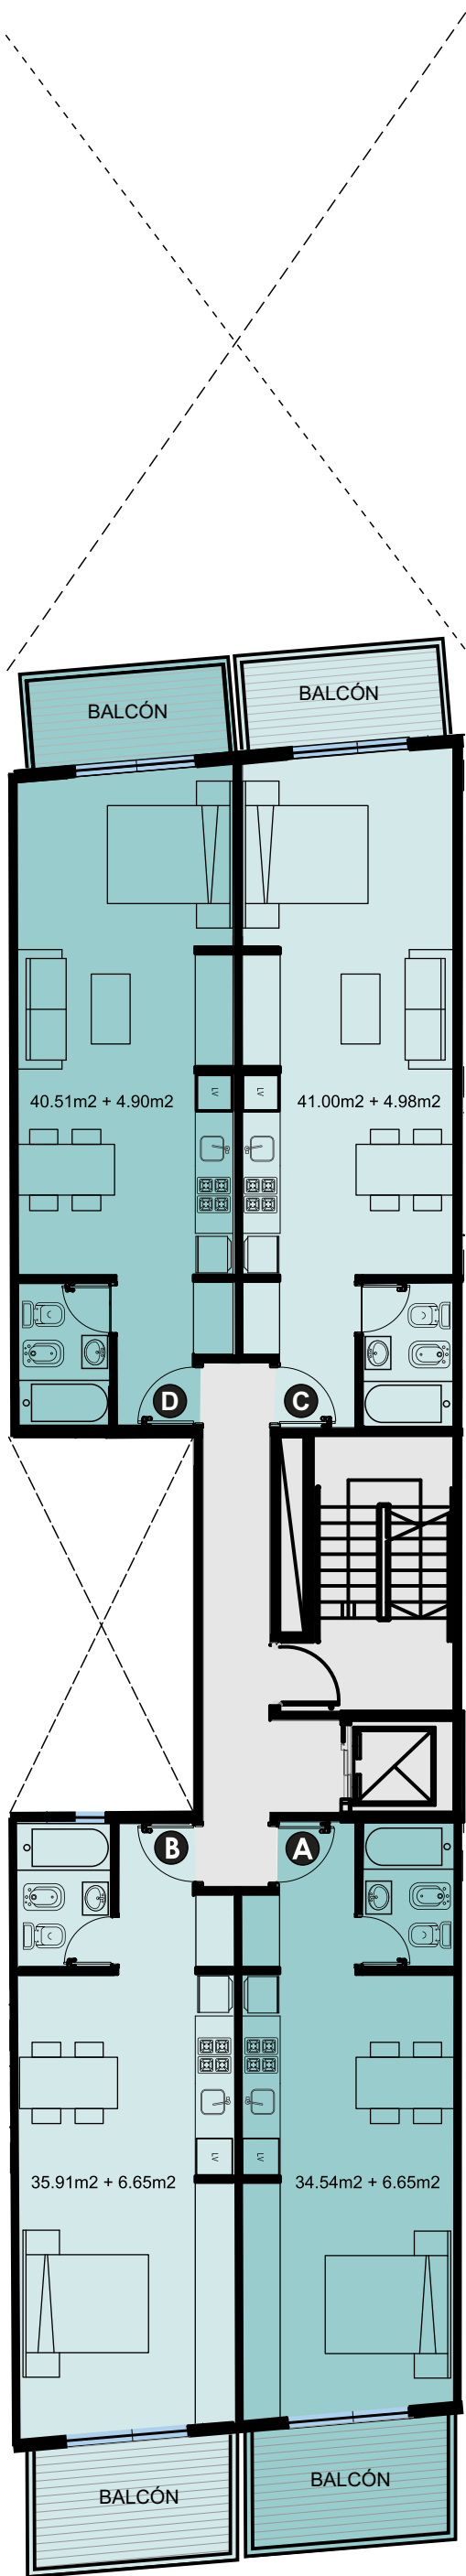 BALCÓN
BALCÓN
40.51m2 + 4.90m2
41.00m2 + 4.98m2
LV
LV
D
C
B
A
LV
LV
35.91m2 + 6.65m2
34.54m2 + 6.65m2
BALCÓN
BALCÓN